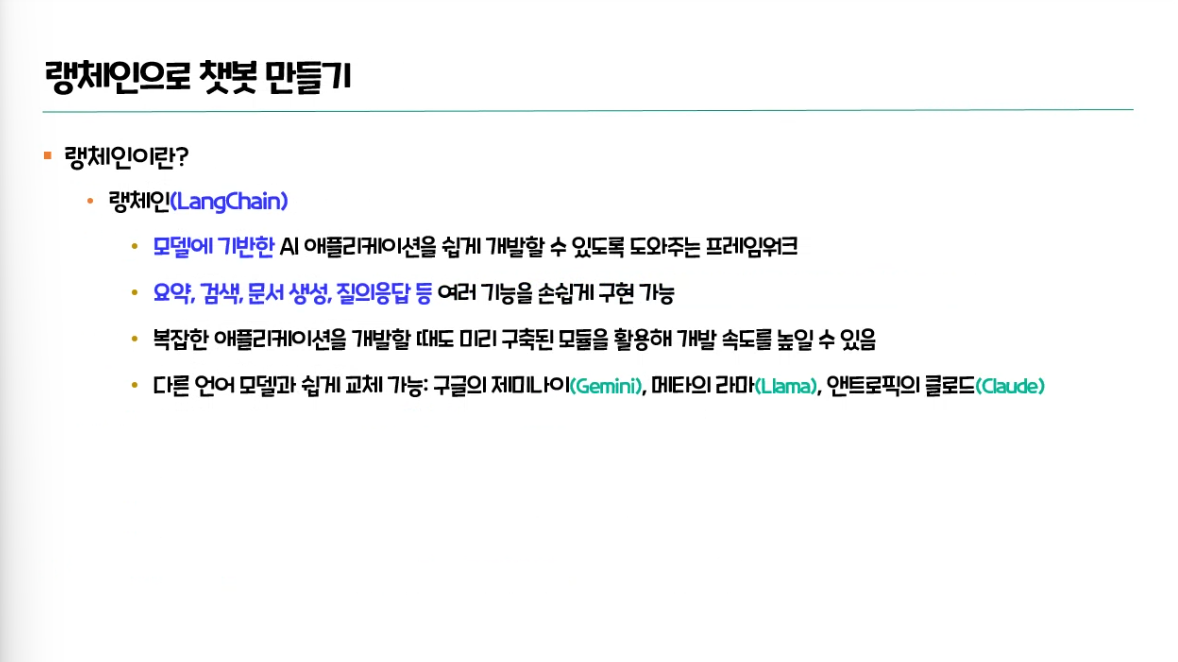 랭체인으로 챗봇 만들기
랭체인이란?
랭체인(LangChain)
모델에 기반한 AI 애플리케이션을 쉽게 개발할 수 있도록 도와주는 프레임워크
요약, 검색, 문서 생성, 질의응답 등 여러 기능을 손쉽게 구현 가능
복잡한 애플리케이션을 개발할 때도 미리 구축된 모듈을 활용해 개발 속도를 높일 수 있음
다른 언어 모델과 쉽게 교체 가능: 구글의 제미나이(Gemini), 메타의 라마(Llama), 앤트로픽의 클로드(Claude)